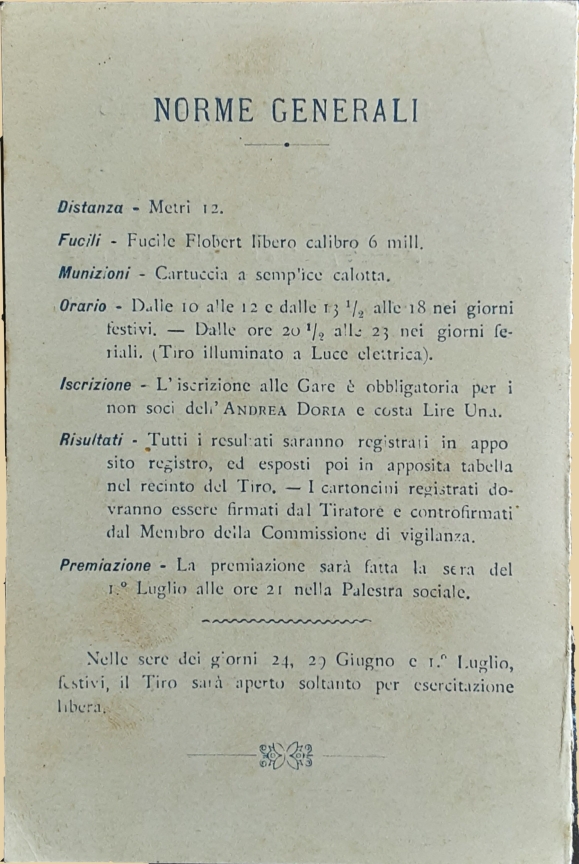 NORME GENERALI
Distanza - Metri 12.
Fucili - Fucile Flobert libero calibro 6 mill.
Munizioni - Cartuccia a semp'ice calotta.
Orario - Dalle 10 alle 12 e dalle 13 1/2 alle 18 nei giorni
festivi. — Dalle ore 20 1/2 alle 23 nei giorni fe-
riali. (Tiro illuminato a Luce elettrica).
Iscrizione - L'iscrizione alle Gare è obbligatoria per i
non soci dell'ANDREA DORIA e costa Lire Una.
Risultati - Tutti i resultati saranno registrati in appo
sito registro, ed esposti poi in apposita tabella
nel recinto del Tiro. — I cartoncini registrati do-
vranno essere firmati dal Tiratore e controfirmati
dal Membro della Commissione di vigilanza.
Premiazione - La premiazione sarà fatta la sera del
1.º Luglio alle ore 21 nella Palestra sociale.
Nelle sere dei giorni 24, 29 Giugno e 1.º Luglio,
festivi, il Tiro sarà aperto soltanto per esercitazione
libera.